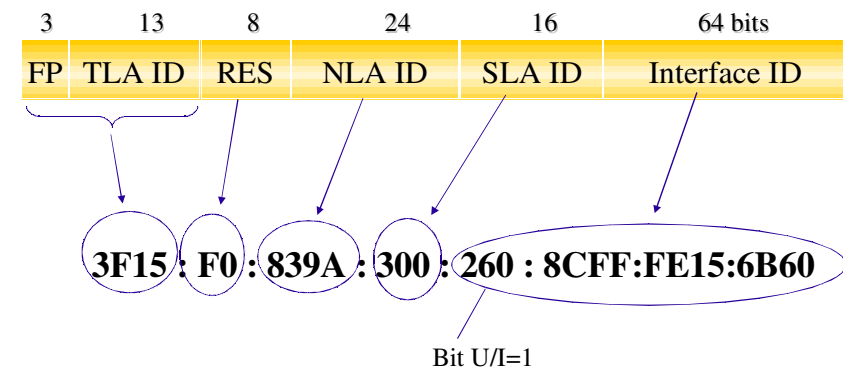 3 13 8 24 16 64 bits
FP TLA ID RES NLA ID SLA ID Interface ID
3F15 : F0 : 839A : 300 : 260 : 8CFF:FE15:6B60
Bit U/I=1